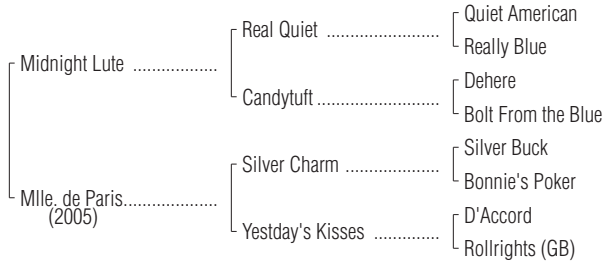 Quiet American
Real Quiet ....................
Really Blue
Midnight Lute .................
Dehere
Candytuft......................
Bolt From the Blue
Silver Buck
Silver Charm .................
Bonnie's Poker
Mlle. de Paris...................
(2005)
D'Accord
Yestday's Kisses .............
Rollrights (GB)